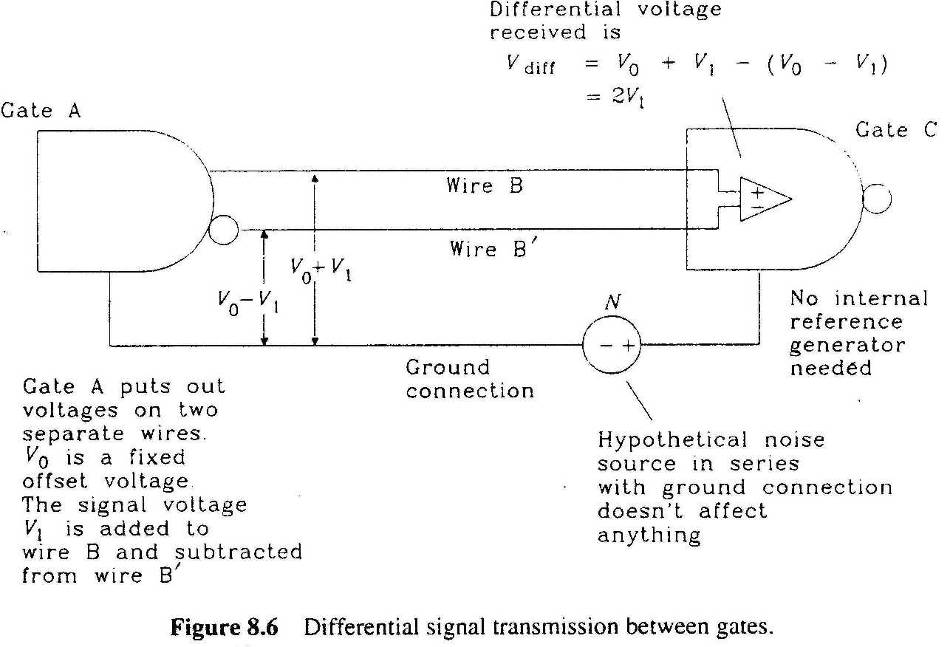 Differential voltage
received is
V diff = V0 + V1 - (V0 - V1)
= 2V1
Gate A
Gate C
Wire B
+
−
Wire B′
V0+V1
V0−V1
N
− +
No internal
reference
generator
needed
Ground
connection
Gate A puts out
voltages on two
separate wires.
V0 is a fixed
offset voltage.
The signal voltage
V1 is added to
wire B and subtracted
from wire B′
Hypothetical noise
source in series
with ground connection
doesn't affect
anything
Figure 8.6 Differential signal transmission between gates.